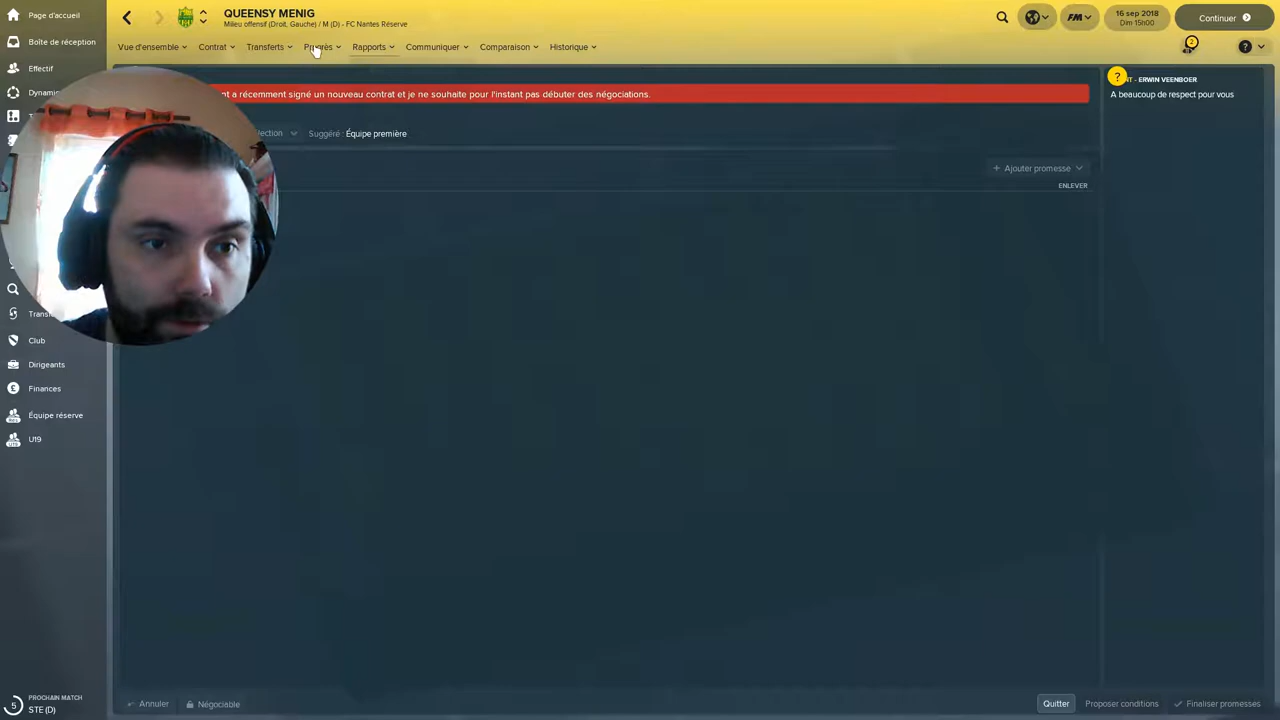 Page d'accueil
QUEENSY MENIG
Milieu offensif (Droit, Gauche) / M (D) - FC Nantes Réserve
16 sep 2018
Dim 15h00
Continuer
Boîte de réception
Vue d'ensemble
Contrat
Transferts
Progrès
Rapports
Communiquer
Comparaison
Historique
2
?
Effectif
? - ERWIN VEENBOER
A beaucoup de respect pour vous
a récemment signé un nouveau contrat et je ne souhaite pour l'instant pas débuter des négociations.
Suggéré : Équipe première
+ Ajouter promesse
ENLEVER
Club
Dirigeants
Finances
Équipe réserve
U19
5
PROCHAIN MATCH
STE (D)
Annuler
Négociable
Quitter
Proposer conditions
Finaliser promesses